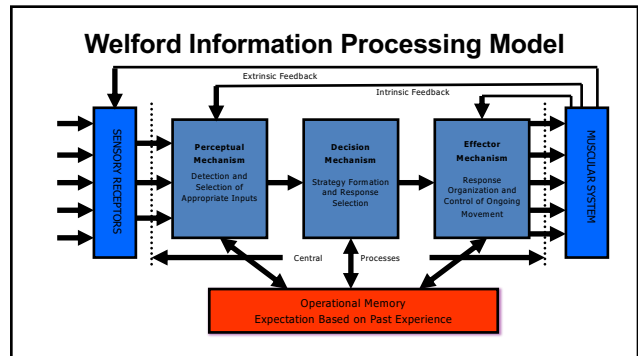 Welford Information Processing Model
Extrinsic Feedback
Intrinsic Feedback
SENSORY RECEPTORS
Perceptual
Mechanism
Detection and
Selection of
Appropriate Inputs
Decision
Mechanism
Strategy Formation
and Response
Selection
Effector
Mechanism
Response
Organization and
Control of Ongoing
Movement
MUSCULAR SYSTEM
Central Processes
Operational Memory
Expectation Based on Past Experience